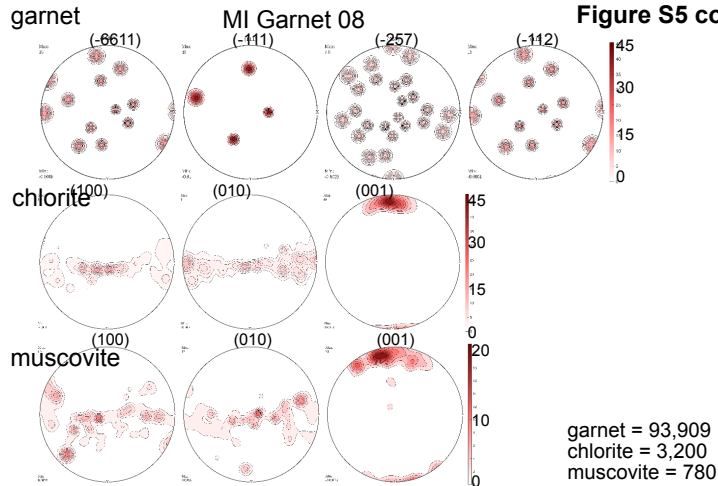 garnet MI Garnet 08 Figure S5 co
(-6611) (-111) (-257) (-112)
45
30
15
0
chlorite (100) (010) (001)
45
30
15
0
muscovite (100) (010) (001)
20
10
0
garnet = 93,909
chlorite = 3,200
muscovite = 780